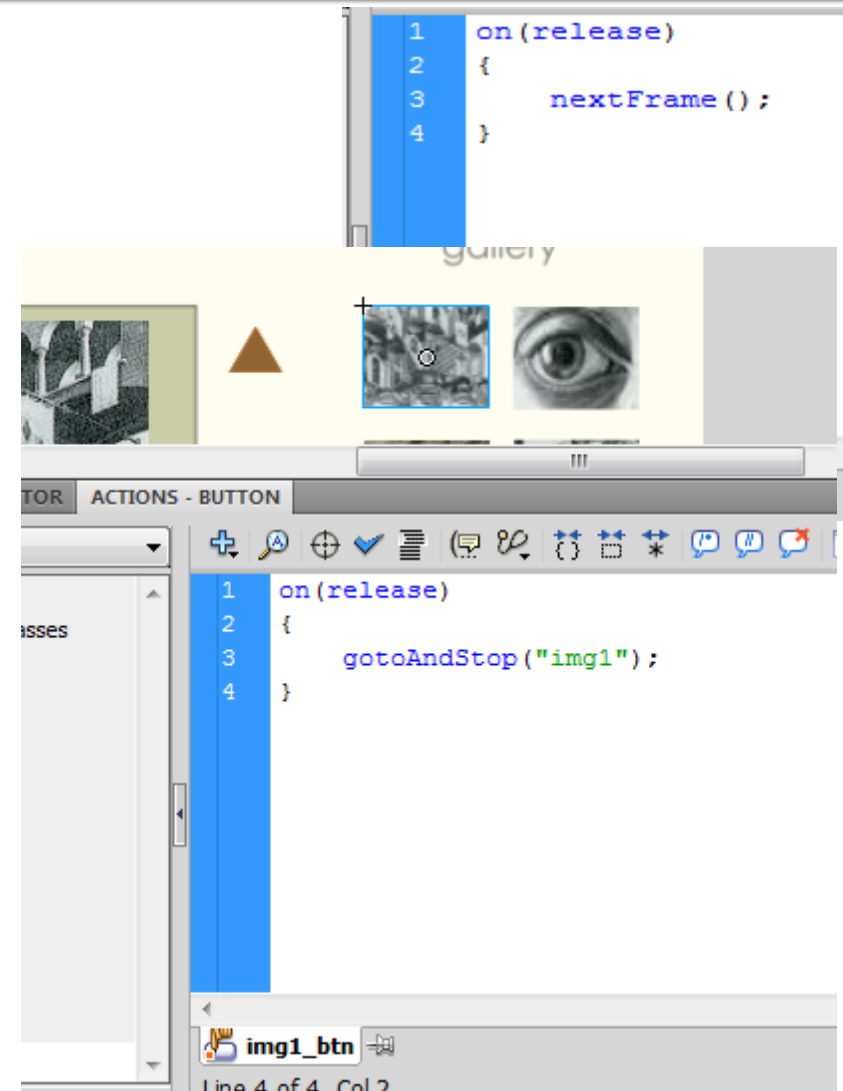 1 on(release)
2 {
3 nextFrame();
4 }
gallery
TOR ACTIONS - BUTTON
1 on(release)
asses
2 {
3 gotoAndStop("img1");
4 }
img1_btn
Line 4 of 4, Col 2